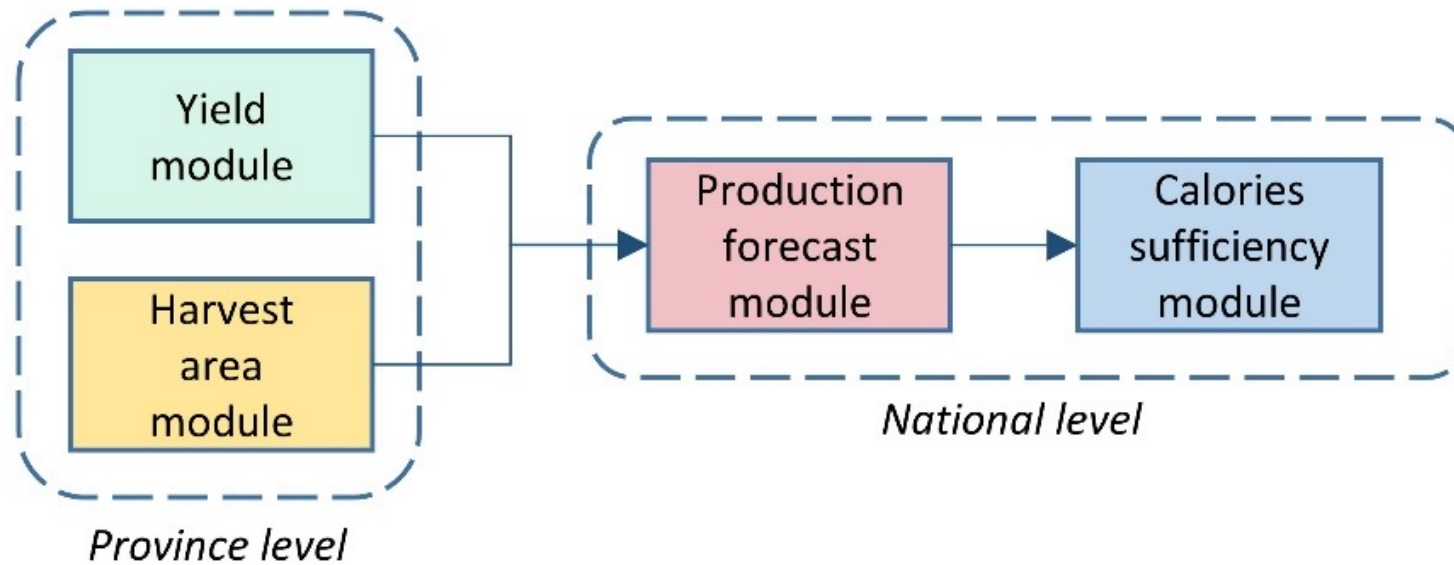 Yield
module
Harvest
area
module
Province level
Production
forecast
module
Calories
sufficiency
module
National level